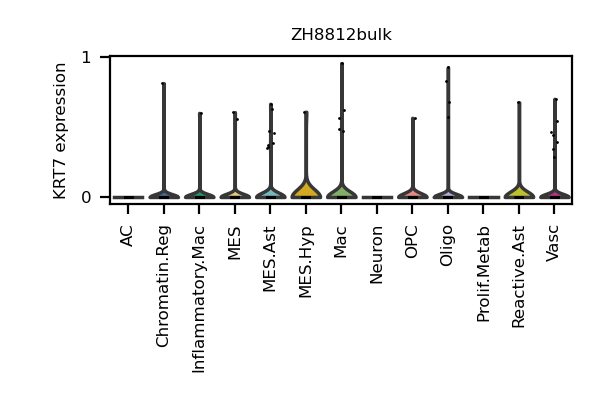 ZH8812bulk
KRT7 expression
1
0
AC
Chromatin.Reg
Inflammatory.Mac
MES
MES.Ast
MES.Hyp
Mac
Neuron
OPC
Oligo
Prolif.Metab
Reactive.Ast
Vasc